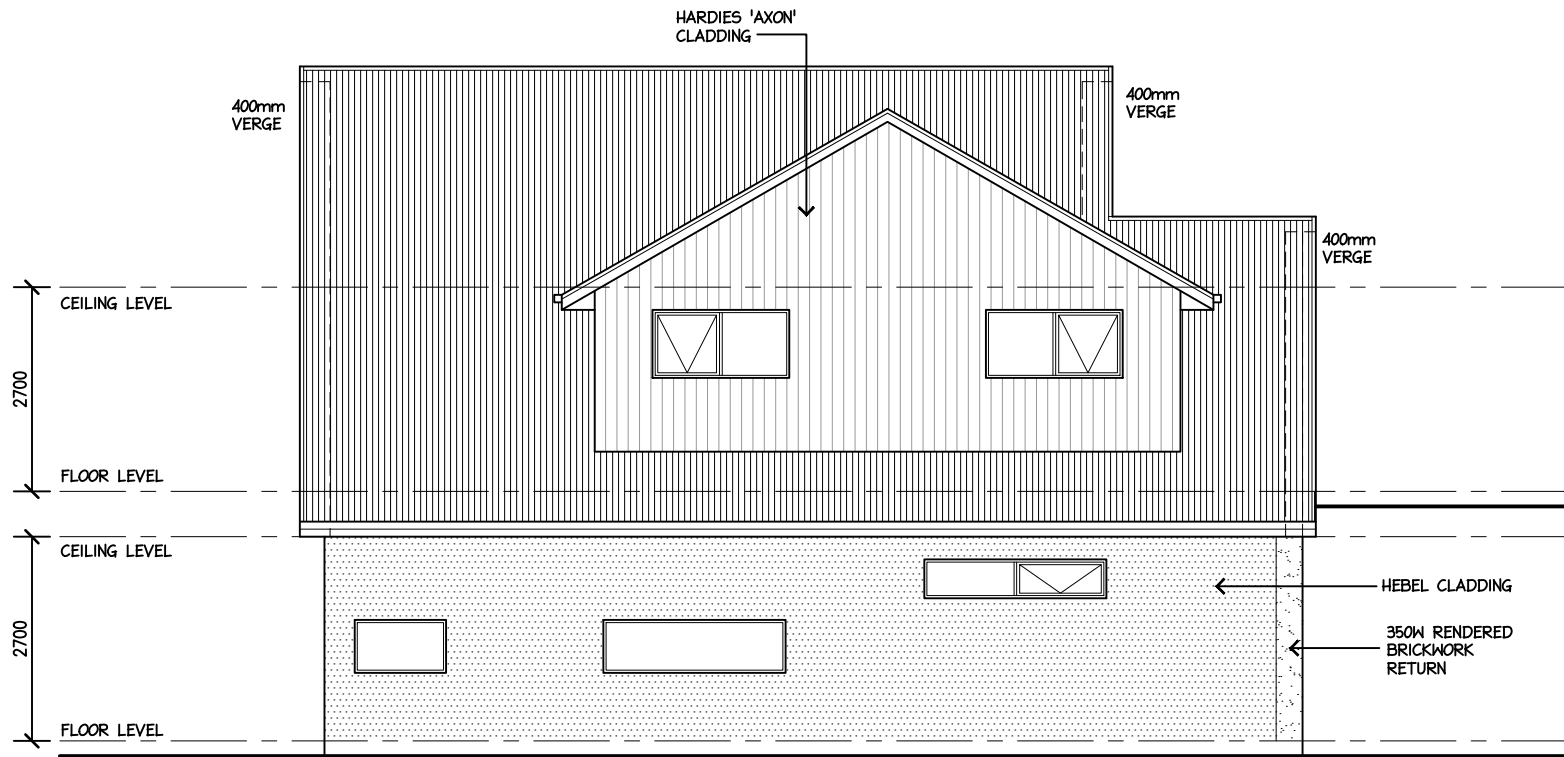 HARDIES 'AXON'
CLADDING
400mm
VERGE
400mm
VERGE
400mm
VERGE
CEILING LEVEL
2700
FLOOR LEVEL
CEILING LEVEL
2700
HEBEL CLADDING
350W RENDERED
BRICKWORK
RETURN
FLOOR LEVEL